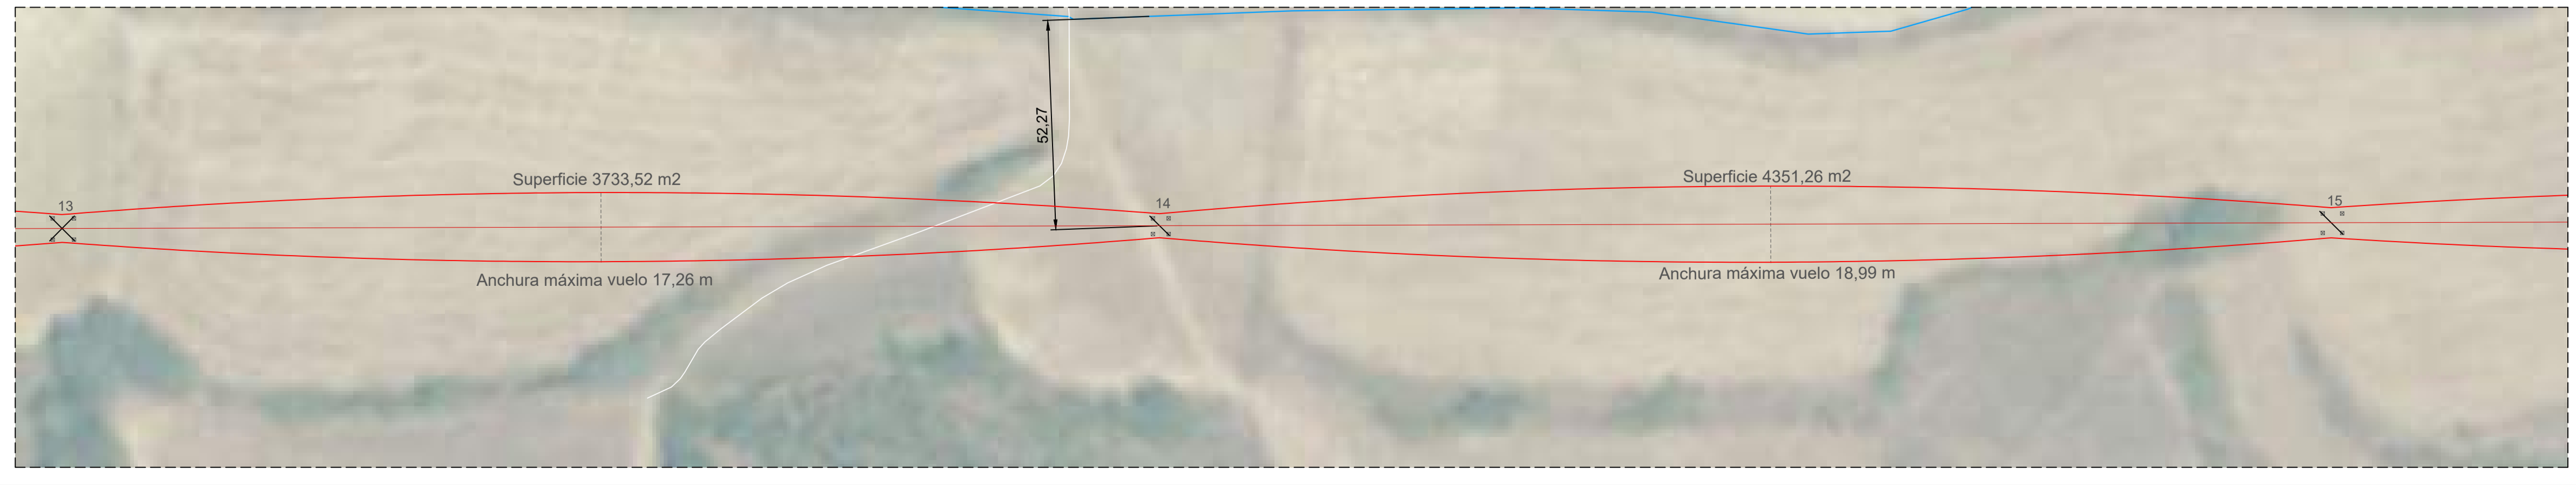 52,27
Superficie 3733,52 m2
Superficie 4351,26 m2
13
14
15
Anchura máxima vuelo 17,26 m
Anchura máxima vuelo 18,99 m